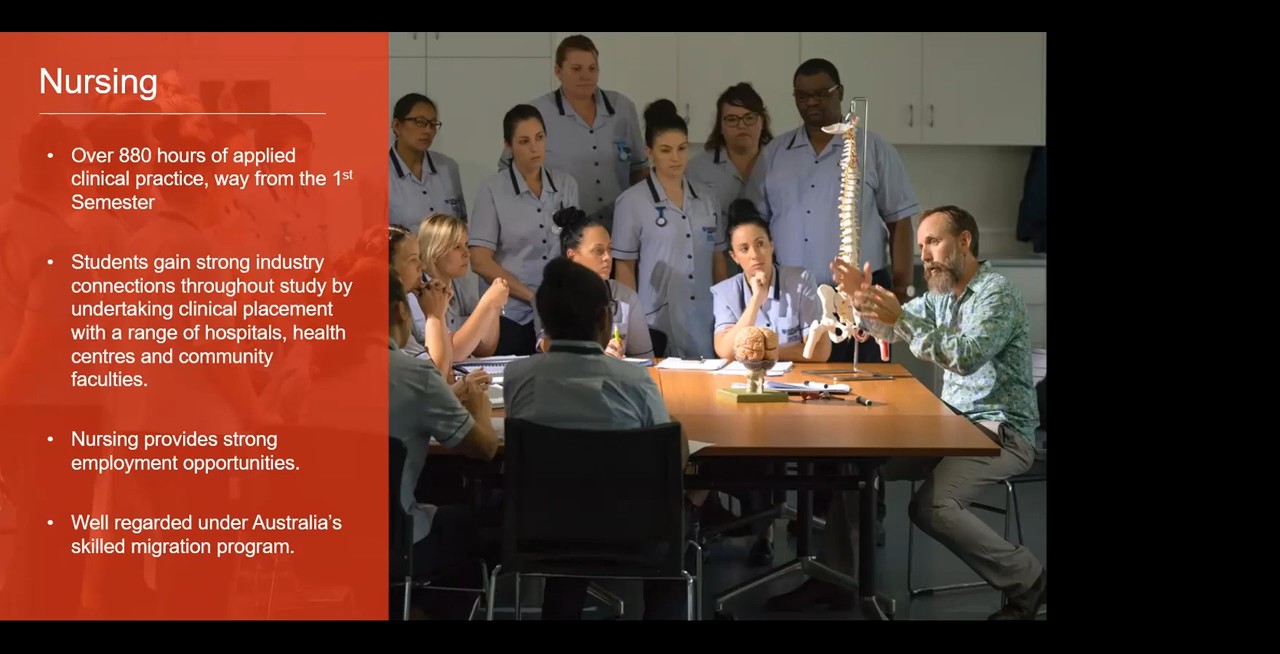 Nursing
• Over 880 hours of applied
clinical practice, way from the 1st
Semester
• Students gain strong industry
connections throughout study by
undertaking clinical placement
with a range of hospitals, health
centres and community
faculties.
• Nursing provides strong
employment opportunities.
• Well regarded under Australia’s
skilled migration program.